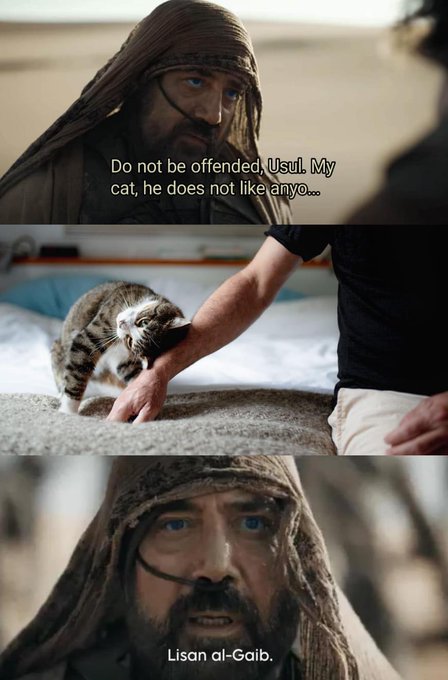 Do not be offended, Usul. My
cat, he does not like anyo...
Lisan al-Gaib.